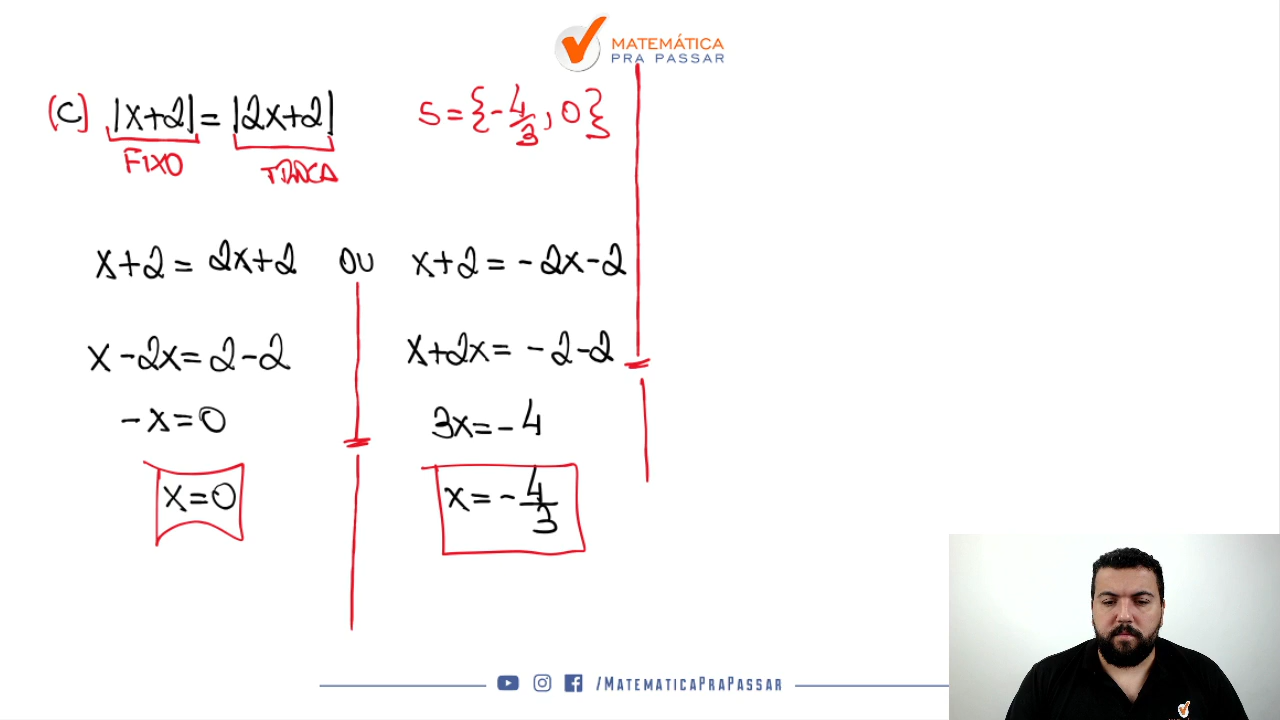 MATEMÁTICA
PRA PASSAR
(C) |x+2| = |2x+2|
FIXO
TROCA
S = {-4/3, 0}
x+2 = 2x+2 OU x+2 = -2x-2
x-2x = 2-2
x+2x = -2-2
-x = 0
3x = -4
x = 0
x = -4/3
/MATEMATICAPRAPASSAR